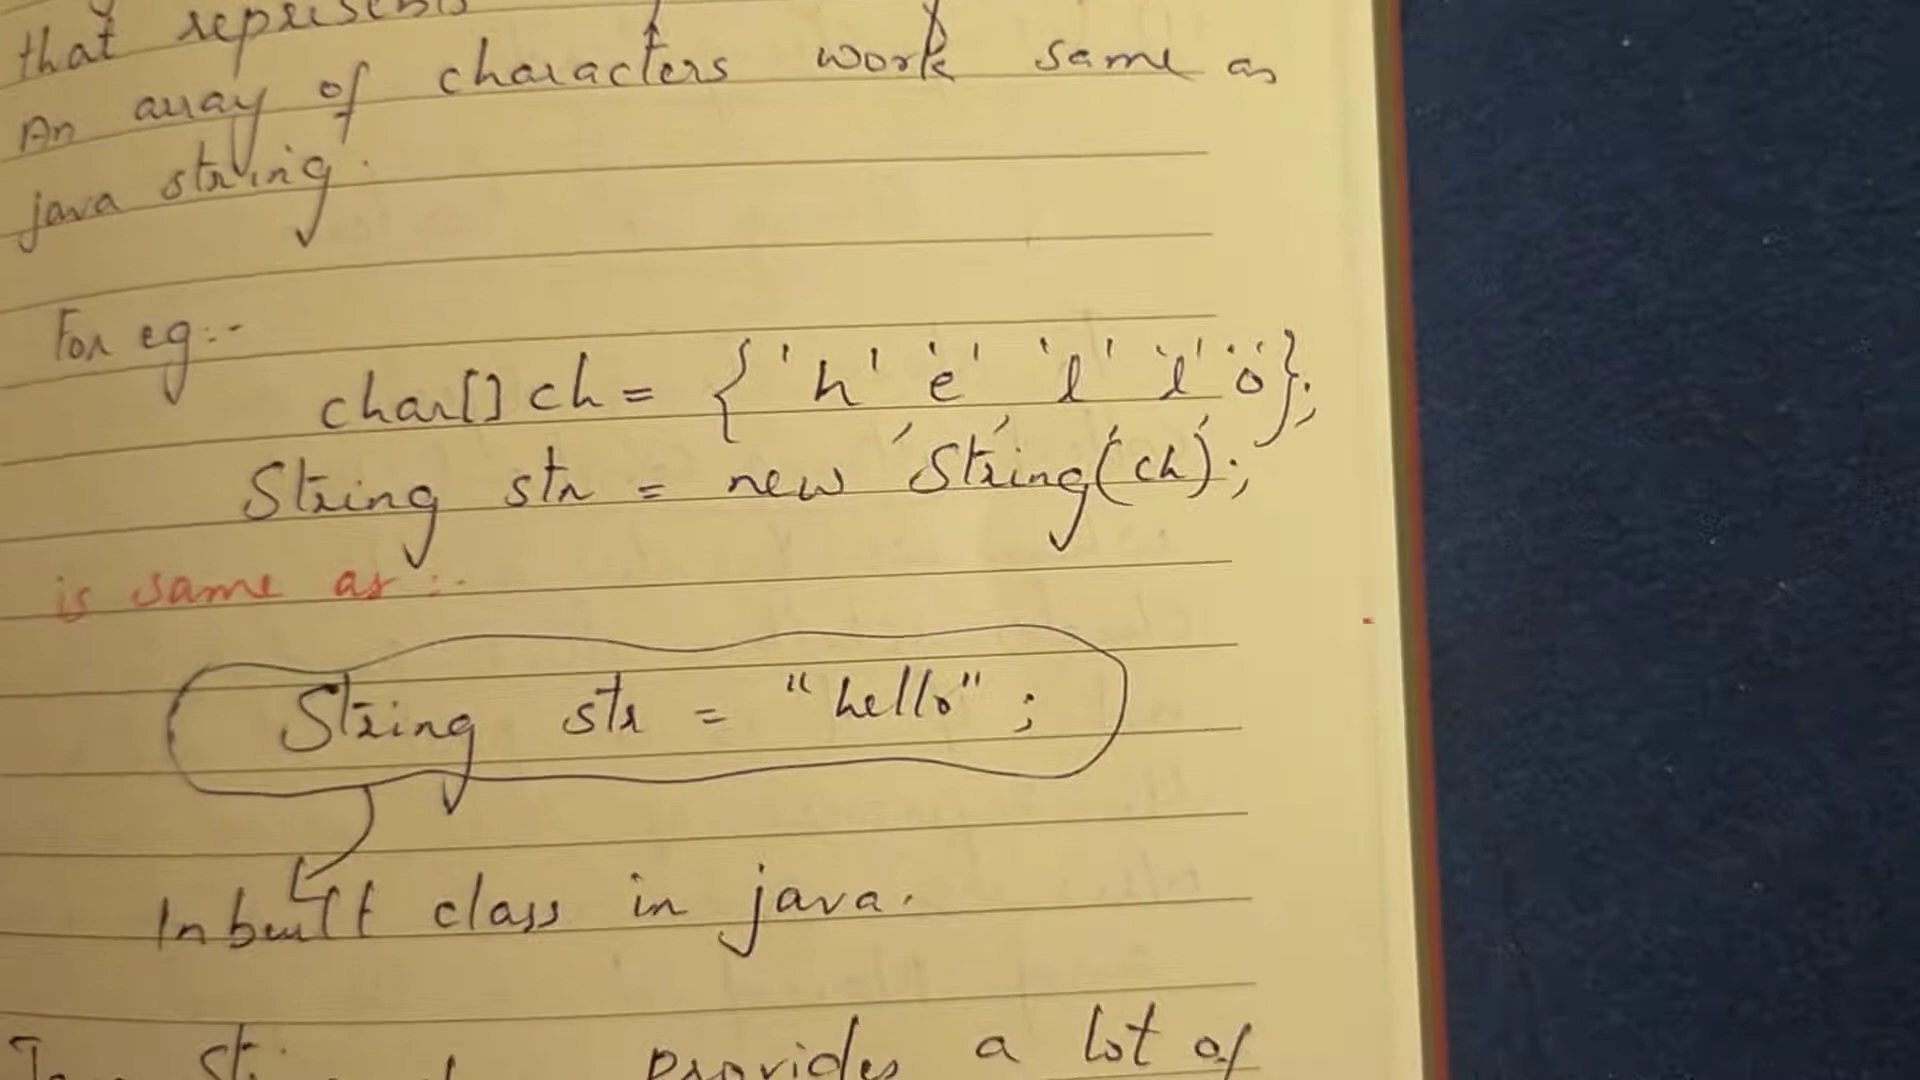 that represents
An array of characters work same as
java string.
For eg:-
char[] ch = { 'h', 'e', 'l', 'l', 'o' };
String str = new String(ch);
is same as :-
String str = "hello" ;
Inbuilt class in java.
provides a lot of